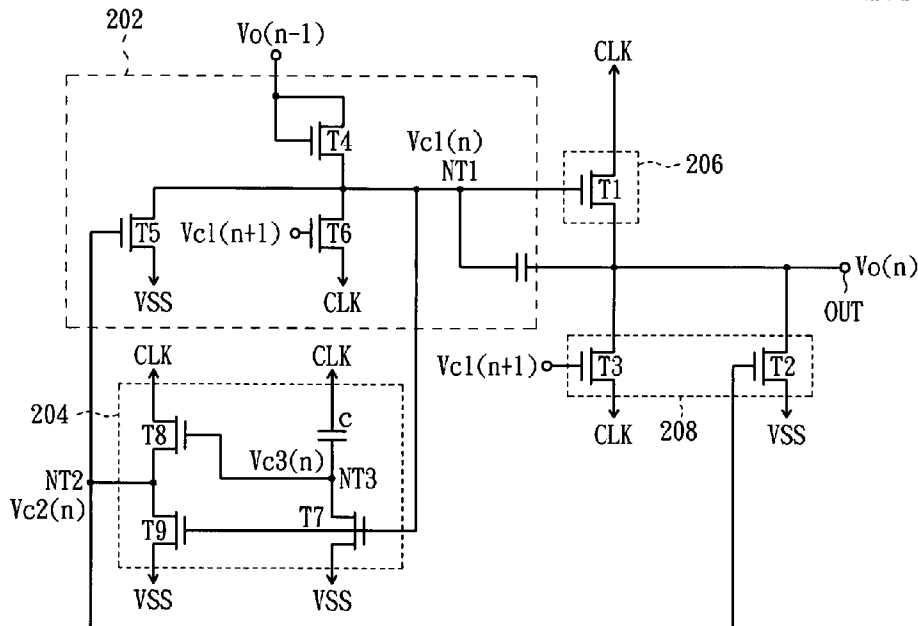 202
Vo(n-1)
CLK
T4
Vc1(n)
NT1
206
T1
T5
Vc1(n+1)
T6
VSS
CLK
Vo(n)
OUT
CLK
CLK
Vc1(n+1)
T3
T2
204
T8
C
Vc3(n)
NT3
CLK
208
VSS
NT2
Vc2(n)
T9
T7
VSS
VSS